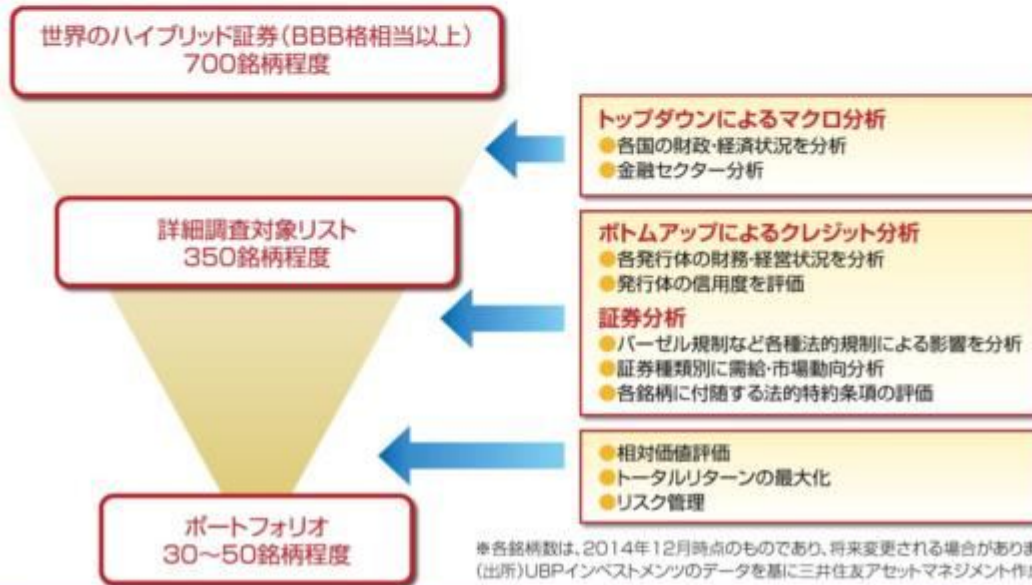 世界のハイブリッド証券(BBB格相当以上)
700銘柄程度
トップダウンによるマクロ分析
●各国の財政・経済状況を分析
●金融セクター分析
詳細調査対象リスト
350銘柄程度
ボトムアップによるクレジット分析
●各発行体の財務・経営状況を分析
●発行体の信用度を評価
証券分析
●バーゼル規制など各種法的規制による影響を分析
●証券種類別に需給・市場動向分析
●各銘柄に付随する法的特約条項の評価
●相対価値評価
●トータルリターンの最大化
●リスク管理
ポートフォリオ
30～50銘柄程度
※各銘柄数は、2014年12月時点のものであり、将来変更される場合がありま
(出所)UBPインベストメンツのデータを基に三井住友アセットマネジメント作